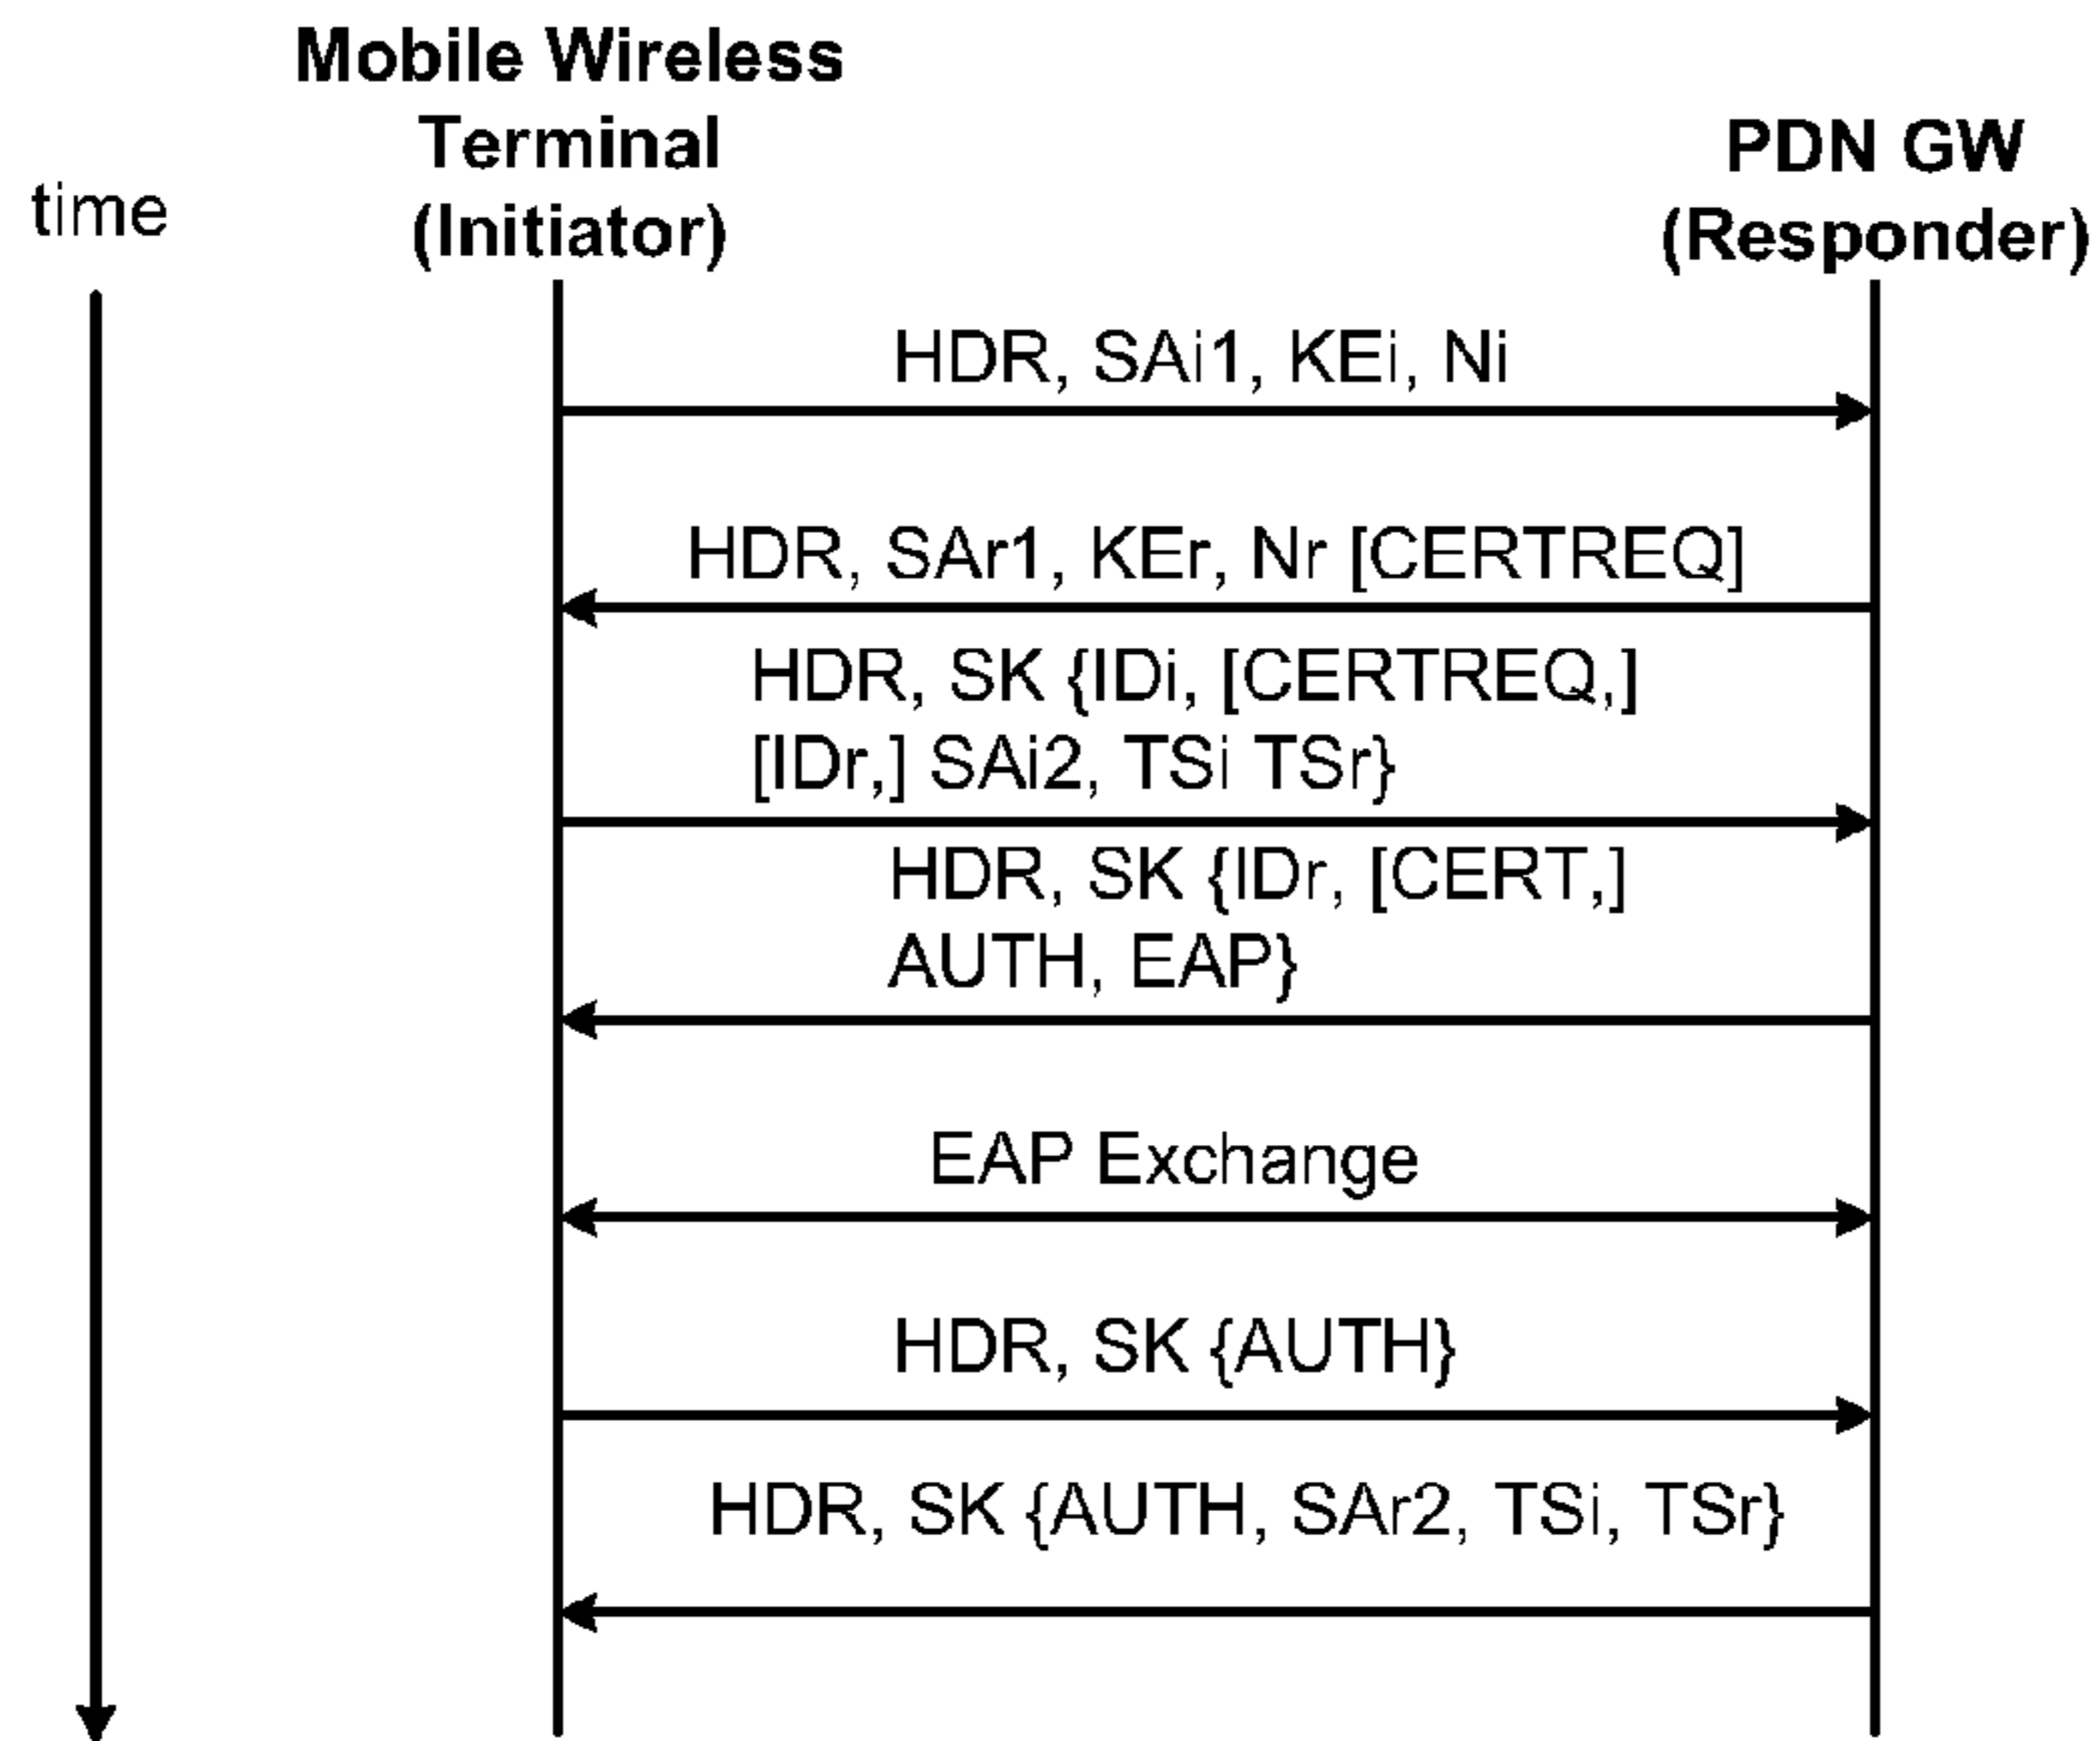 Mobile Wireless
Terminal
(Initiator)
PDN GW
(Responder)
time
HDR, SAi1, KEi, Ni
HDR, SAr1, KEr, Nr [CERTREQ]
HDR, SK {IDi, [CERTREQ,]
[IDr,] SAi2, TSi TSr}
HDR, SK {IDr, [CERT,]
AUTH, EAP}
EAP Exchange
HDR, SK {AUTH}
HDR, SK {AUTH, SAr2, TSi, TSr}